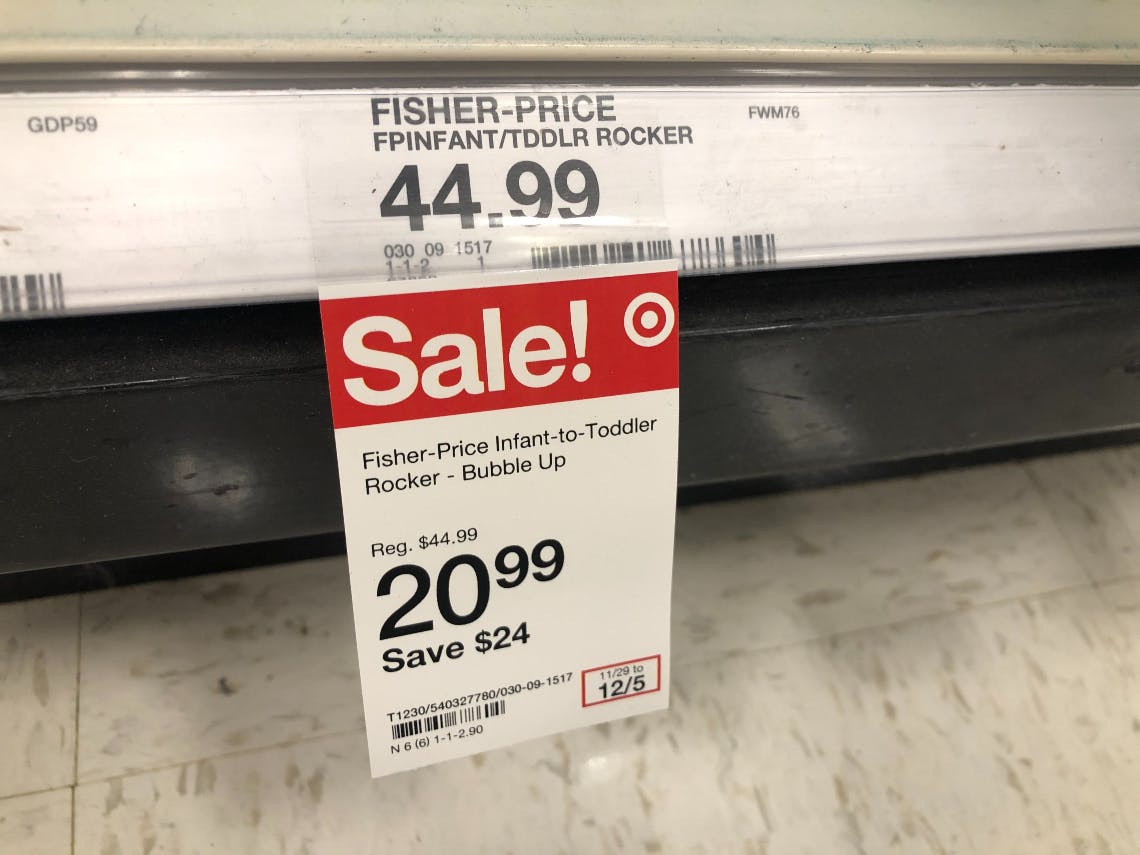 GDP59
FISHER-PRICE
FWM76
FPINFANT/TDDLR ROCKER
44.99
030 09 1517
1-1-2 1
Sale!
Fisher-Price Infant-to-Toddler
Rocker - Bubble Up
Reg. $44.99
20 99
Save $24
T1230/540327780/030-09-1517
11/29 to
12/5
N 6 (6) 1-1-2.90